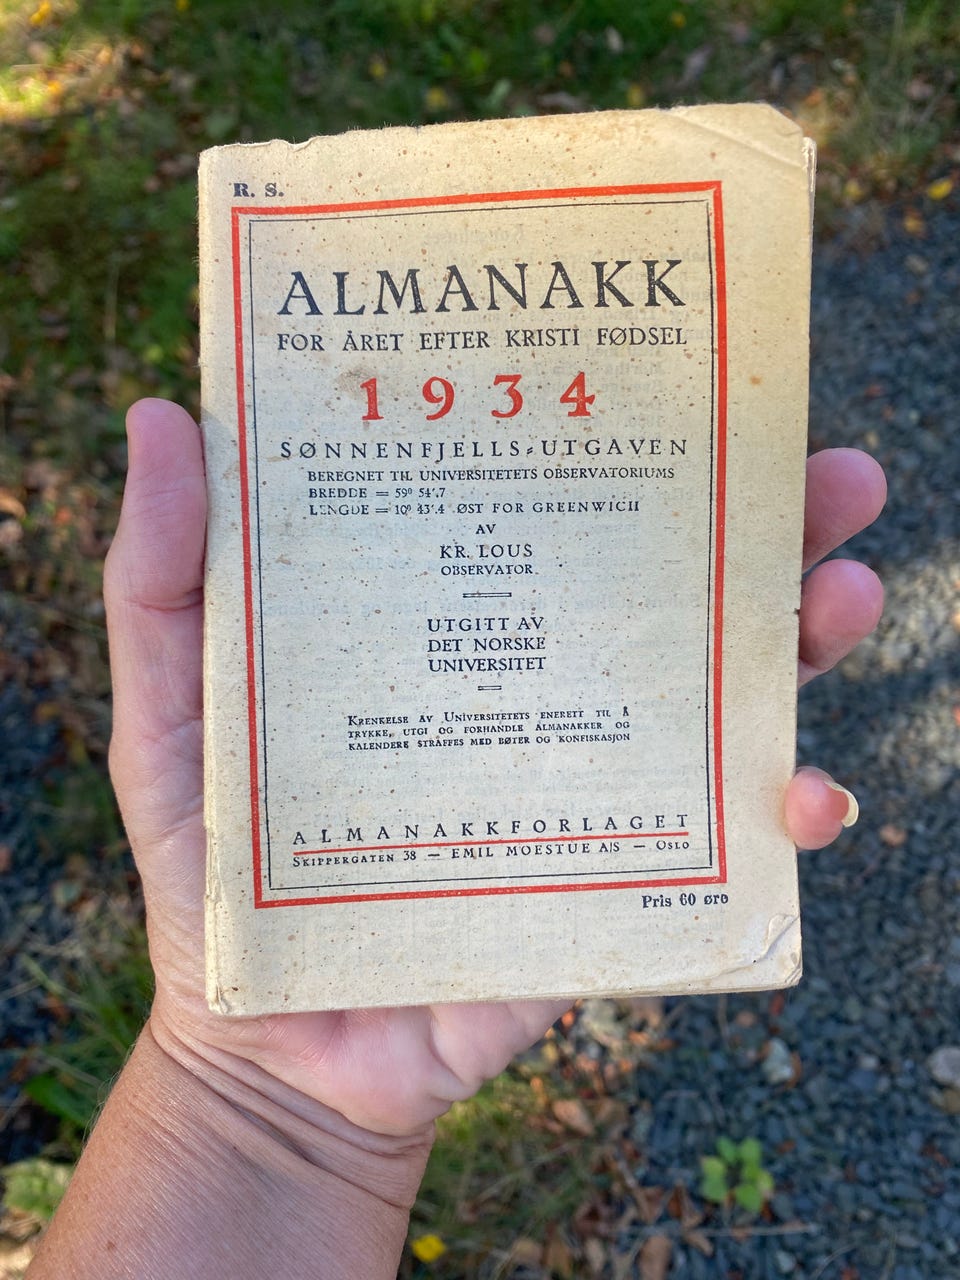 R. S.
ALMANAKK
FOR ÅRET EFTER KRISTI FØDSEL
1934
SØNNENFJELLS-UTGAVEN
BEREGNET TIL UNIVERSITETETS OBSERVATORIUMS
BREDDE = 59⁰ 54′.7
LENGDE = 10⁰ 43′.4 ØST FOR GREENWICH
AV
KR. LOUS
OBSERVATOR
UTGITT AV
DET NORSKE
UNIVERSITET
KRENKELSE AV UNIVERSITETETS ENERETT TIL Å
TRYKKE, UTGI OG FORHANDLE ALMANAKKER OG
KALENDERE STRAFFES MED BØTER OG KONFISKASJON
ALMANAKKFORLAGET
SKIPPERGATEN 38 — EMIL MOESTUE A/S — OSLO
Pris 60 øre